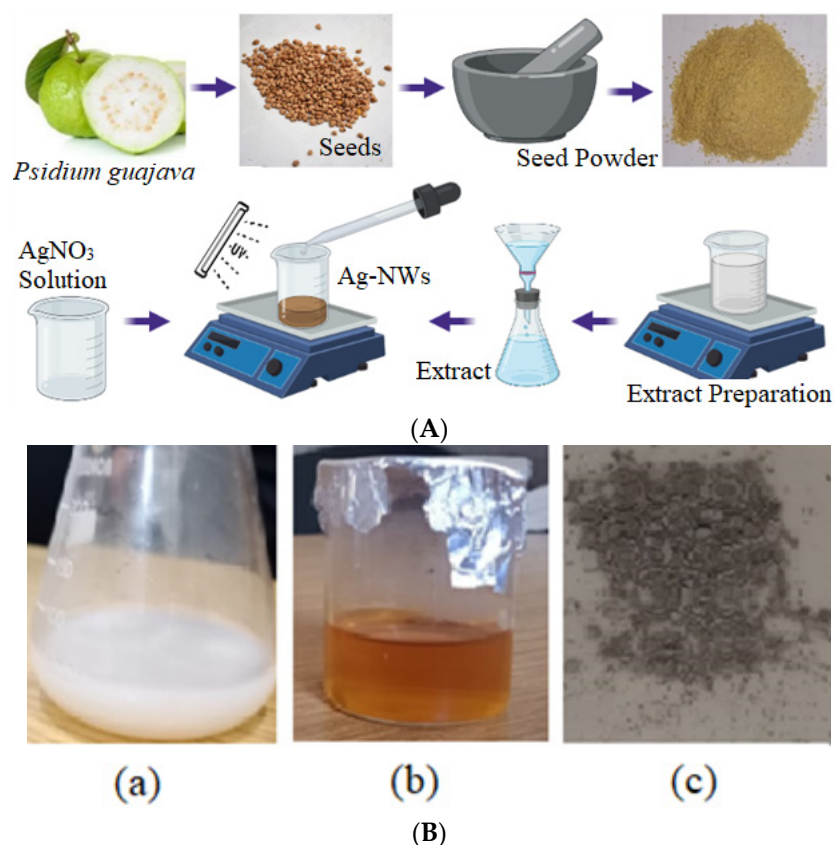 Psidium guajava
Seeds
Seed Powder
AgNO₃
Solution
UV
Ag-NWs
Extract
Extract Preparation
(A)
(a)
(b)
(c)
(B)